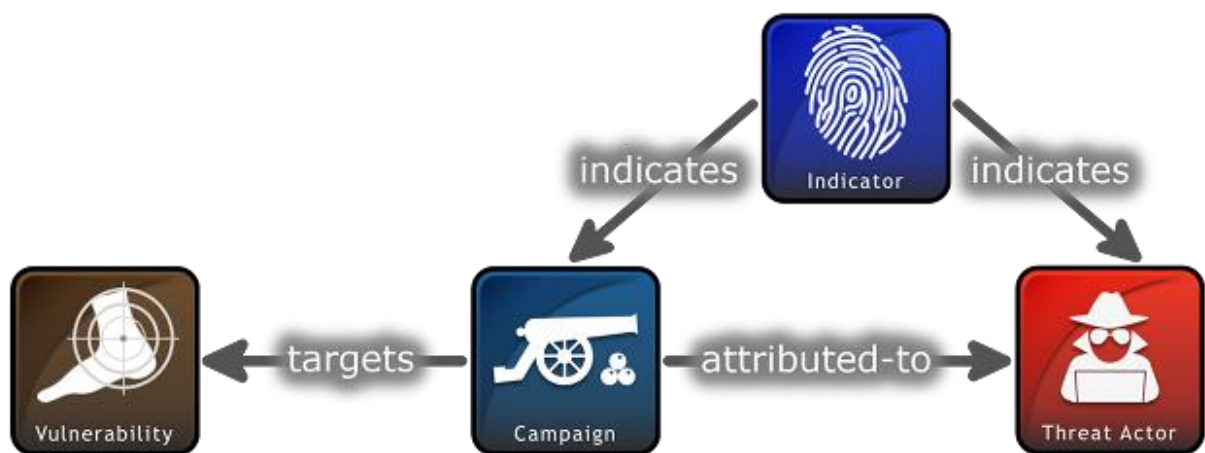 Indicator
indicates
indicates
targets
attributed-to
Vulnerability
Campaign
Threat Actor